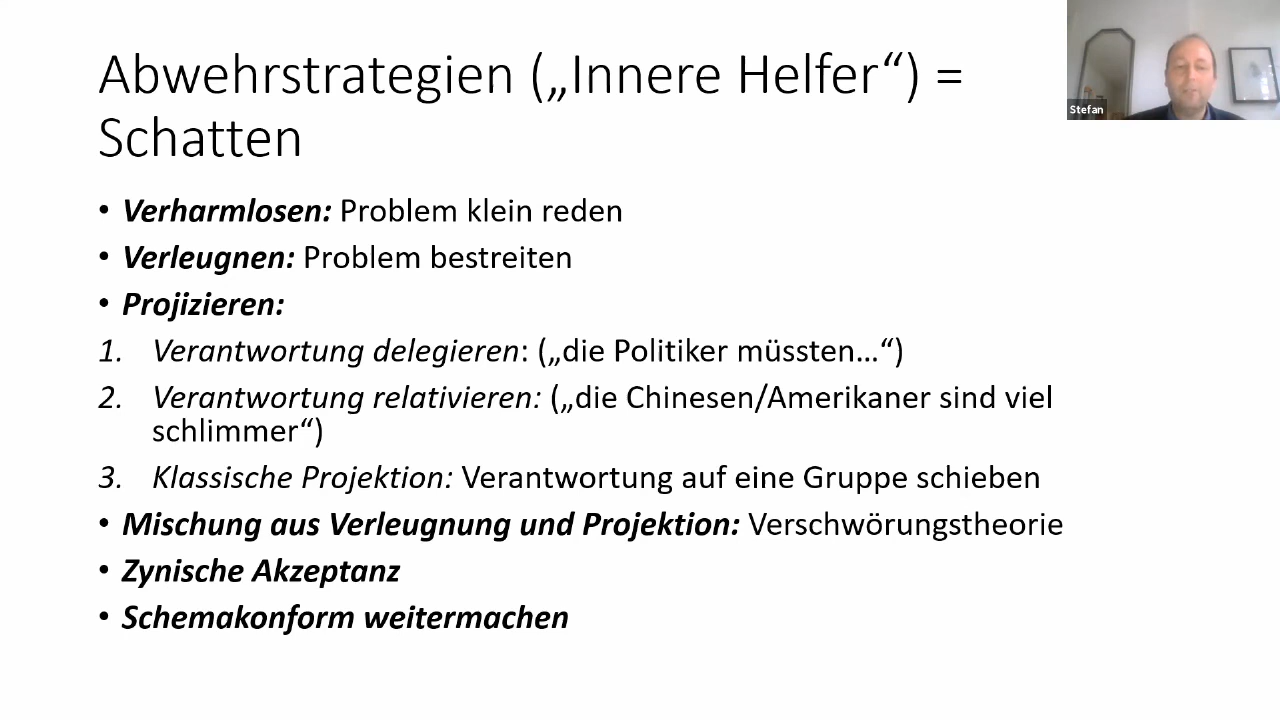 Abwehrstrategien („Innere Helfer“) =
Schatten
Stefan
• Verharmlosen: Problem klein reden
• Verleugnen: Problem bestreiten
• Projizieren:
1. Verantwortung delegieren: („die Politiker müssten…“)
2. Verantwortung relativieren: („die Chinesen/Amerikaner sind viel
schlimmer“)
3. Klassische Projektion: Verantwortung auf eine Gruppe schieben
• Mischung aus Verleugnung und Projektion: Verschwörungstheorie
• Zynische Akzeptanz
• Schemakonform weitermachen